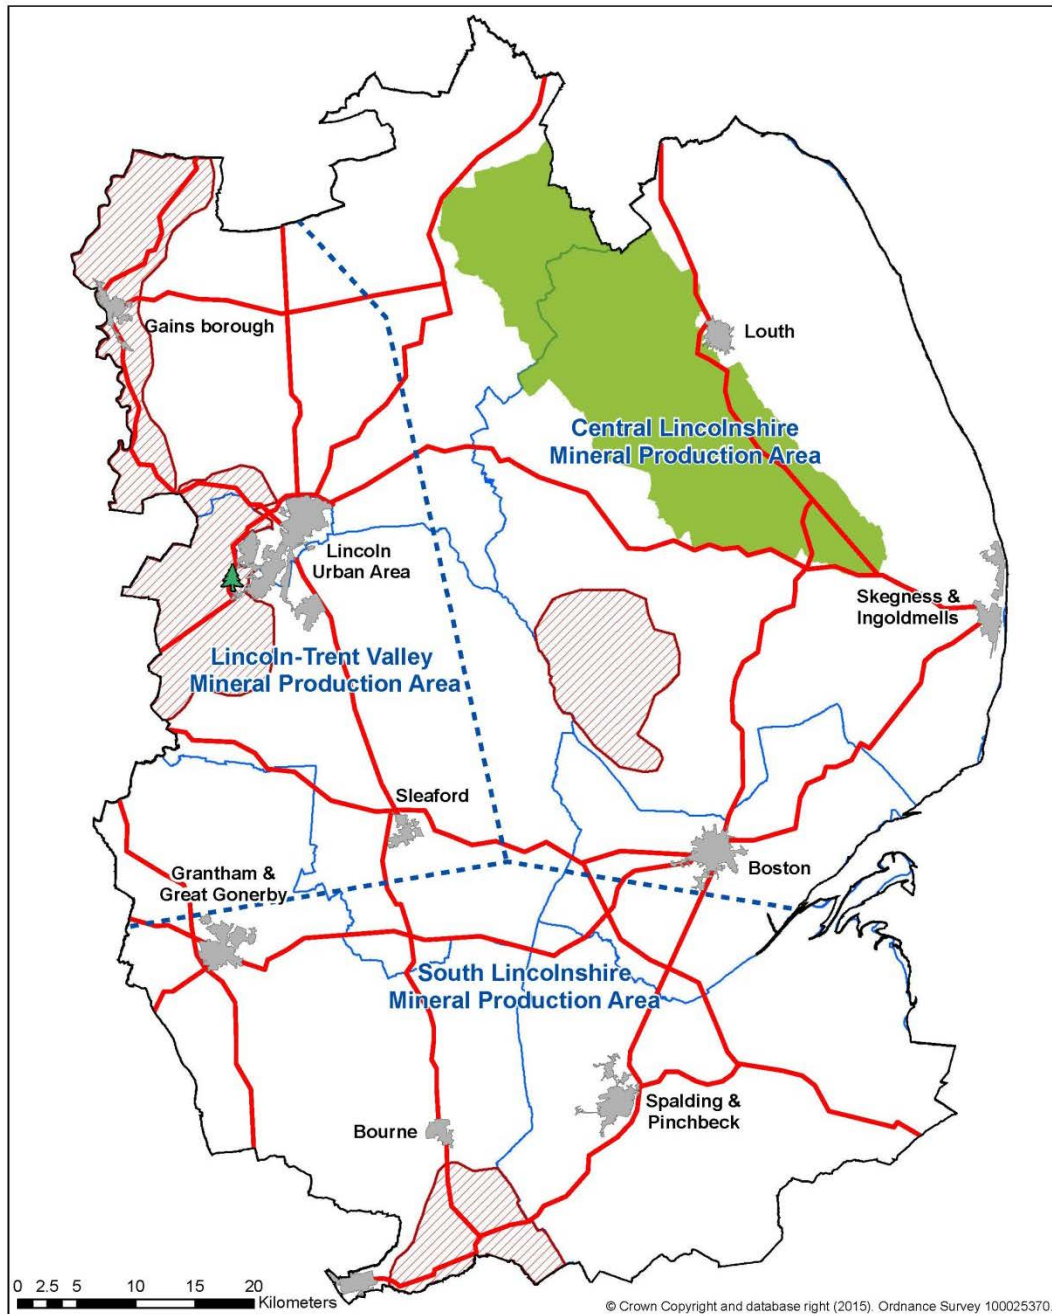 Gains borough
Louth
Central Lincolnshire
Mineral Production Area
Lincoln
Urban Area
Skegness &
Ingoldmells
Lincoln-Trent Valley
Mineral Production Area
Sleaford
Grantham &
Great Gonerby
Boston
South Lincolnshire
Mineral Production Area
Spalding &
Pinchbeck
Bourne
0 2.5 5 10 15 20
Kilometers
© Crown Copyright and database right (2015). Ordnance Survey 100025370.